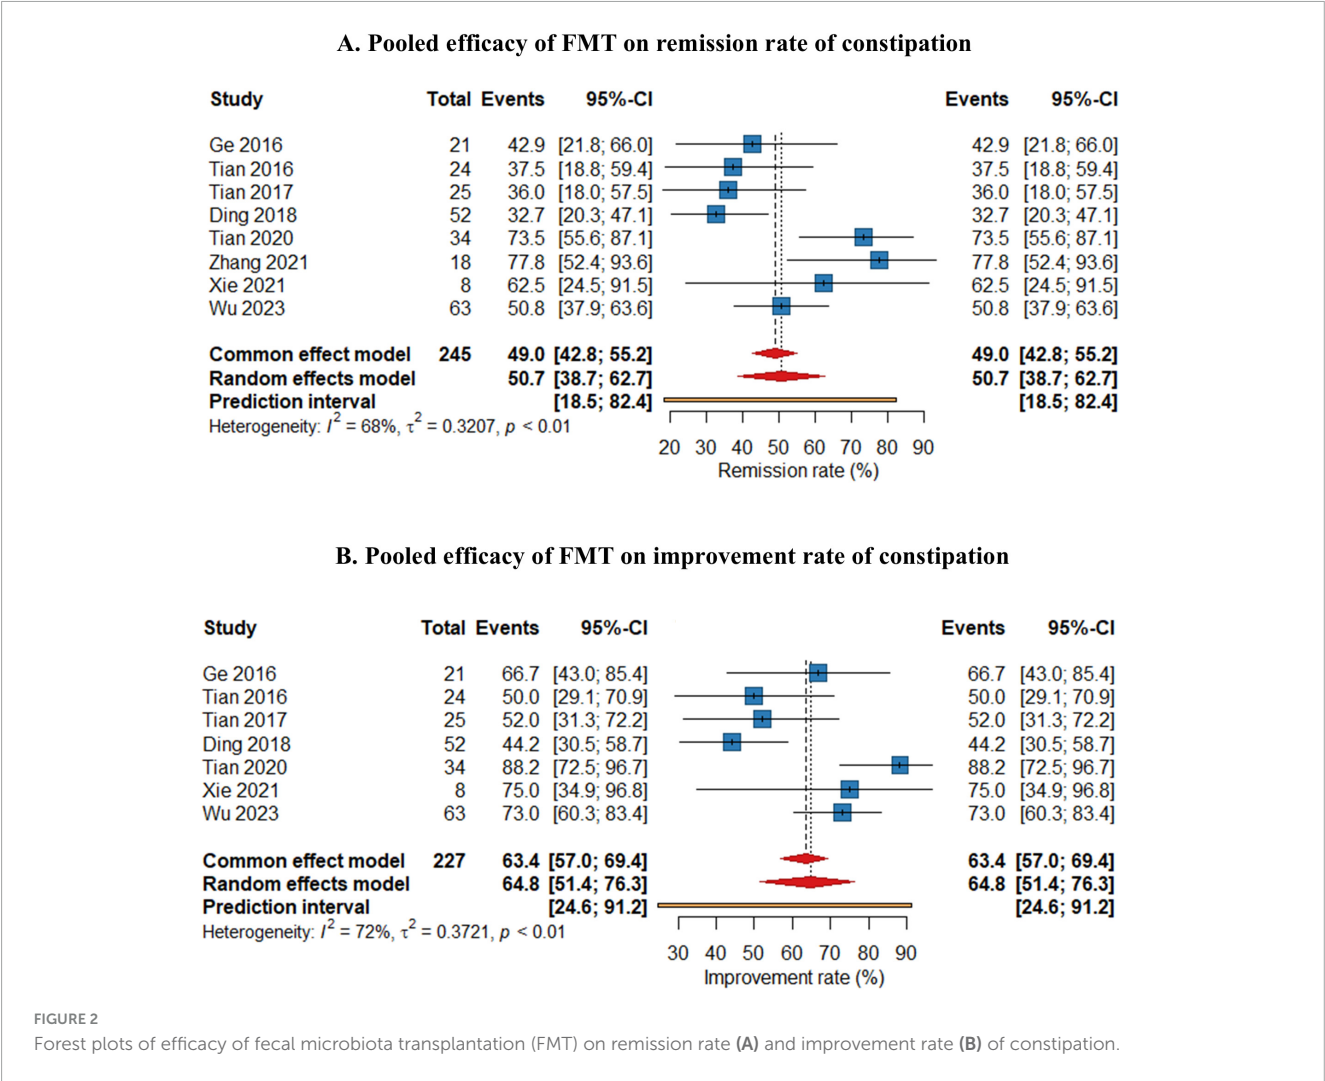 A. Pooled efficacy of FMT on remission rate of constipation
Study Total Events 95%-CI Events 95%-CI
Ge 2016 21 42.9 [21.8; 66.0] 42.9 [21.8; 66.0]
Tian 2016 24 37.5 [18.8; 59.4] 37.5 [18.8; 59.4]
Tian 2017 25 36.0 [18.0; 57.5] 36.0 [18.0; 57.5]
Ding 2018 52 32.7 [20.3; 47.1] 32.7 [20.3; 47.1]
Tian 2020 34 73.5 [55.6; 87.1] 73.5 [55.6; 87.1]
Zhang 2021 18 77.8 [52.4; 93.6] 77.8 [52.4; 93.6]
Xie 2021 8 62.5 [24.5; 91.5] 62.5 [24.5; 91.5]
Wu 2023 63 50.8 [37.9; 63.6] 50.8 [37.9; 63.6]
Common effect model 245 49.0 [42.8; 55.2] 49.0 [42.8; 55.2]
Random effects model 50.7 [38.7; 62.7] 50.7 [38.7; 62.7]
Prediction interval [18.5; 82.4] [18.5; 82.4]
Heterogeneity: I² = 68%, τ² = 0.3207, p < 0.01
20 30 40 50 60 70 80 90
Remission rate (%)
B. Pooled efficacy of FMT on improvement rate of constipation
Study Total Events 95%-CI Events 95%-CI
Ge 2016 21 66.7 [43.0; 85.4] 66.7 [43.0; 85.4]
Tian 2016 24 50.0 [29.1; 70.9] 50.0 [29.1; 70.9]
Tian 2017 25 52.0 [31.3; 72.2] 52.0 [31.3; 72.2]
Ding 2018 52 44.2 [30.5; 58.7] 44.2 [30.5; 58.7]
Tian 2020 34 88.2 [72.5; 96.7] 88.2 [72.5; 96.7]
Xie 2021 8 75.0 [34.9; 96.8] 75.0 [34.9; 96.8]
Wu 2023 63 73.0 [60.3; 83.4] 73.0 [60.3; 83.4]
Common effect model 227 63.4 [57.0; 69.4] 63.4 [57.0; 69.4]
Random effects model 64.8 [51.4; 76.3] 64.8 [51.4; 76.3]
Prediction interval [24.6; 91.2] [24.6; 91.2]
Heterogeneity: I² = 72%, τ² = 0.3721, p < 0.01
30 40 50 60 70 80 90
Improvement rate (%)
FIGURE 2
Forest plots of efficacy of fecal microbiota transplantation (FMT) on remission rate (A) and improvement rate (B) of constipation.